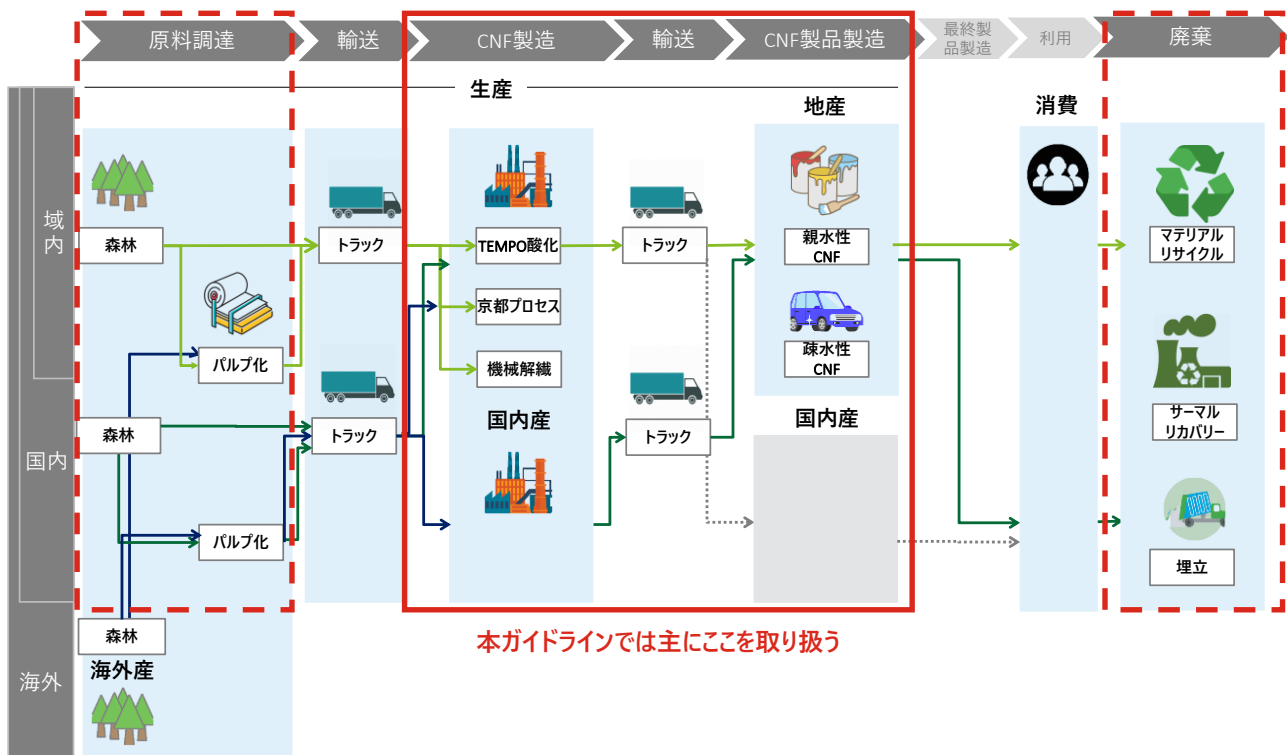 原料調達
輸送
CNF製造
輸送
CNF製品製造
最終製
品製造
利用
廃棄
生産
地産
消費
域内
国内
海外
森林
トラック
TEMPO酸化
トラック
親水性
CNF
マテリアル
リサイクル
京都プロセス
パルプ化
機械解繊
疎水性
CNF
国内産
国内産
森林
トラック
トラック
サーマル
リカバリー
パルプ化
埋立
森林
海外産
本ガイドラインでは主にここを取り扱う